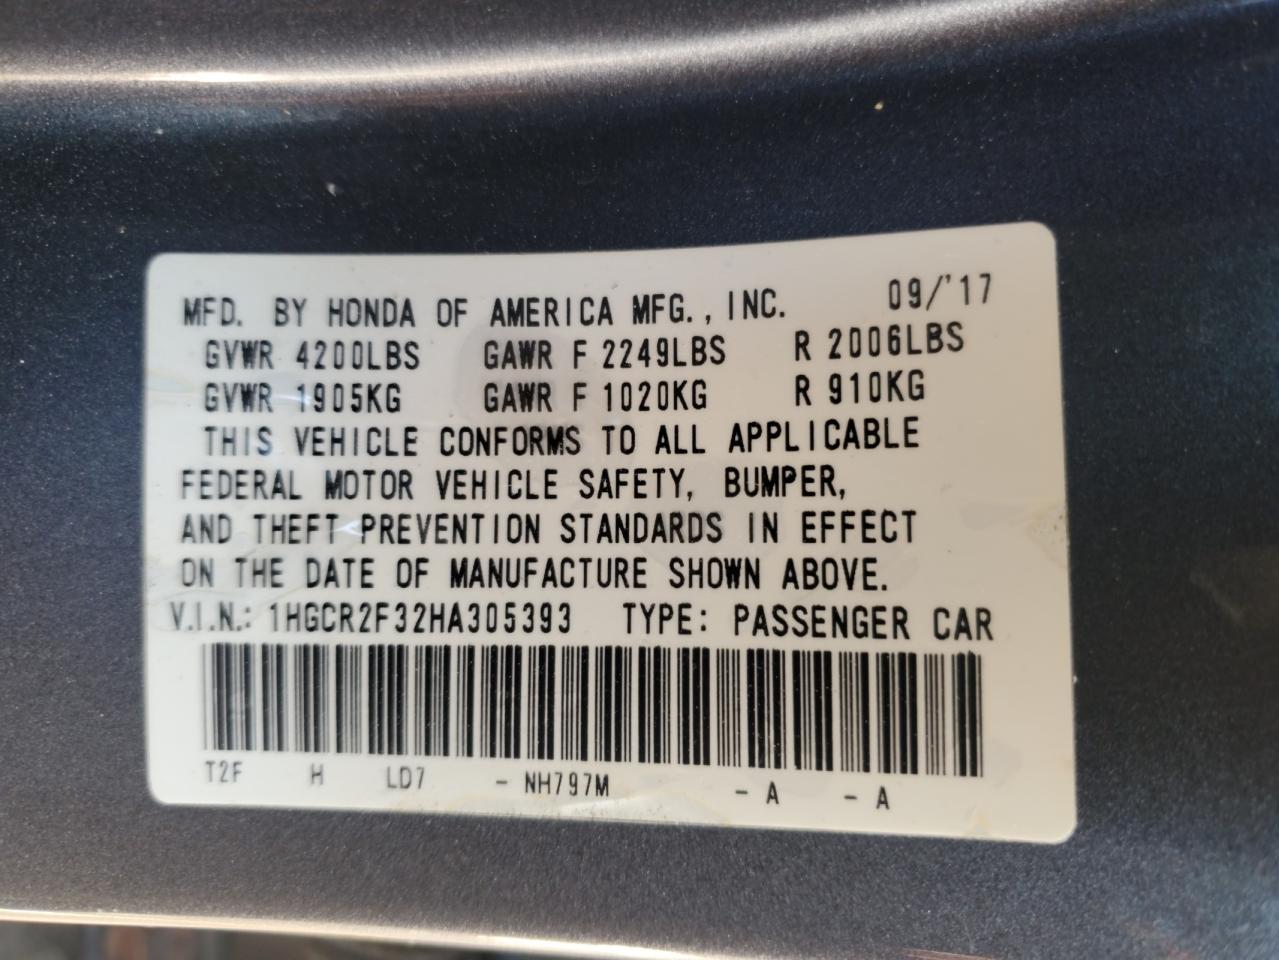 MFD. BY HONDA OF AMERICA MFG., INC. 09/'17
GVWR 4200LBS GAWR F 2249LBS R 2006LBS
GVWR 1905KG GAWR F 1020KG R 910KG
THIS VEHICLE CONFORMS TO ALL APPLICABLE
FEDERAL MOTOR VEHICLE SAFETY, BUMPER,
AND THEFT PREVENTION STANDARDS IN EFFECT
ON THE DATE OF MANUFACTURE SHOWN ABOVE.
V.I.N.: 1HGCR2F32HA305393 TYPE: PASSENGER CAR
T2F H LD7 - NH797M - A - A